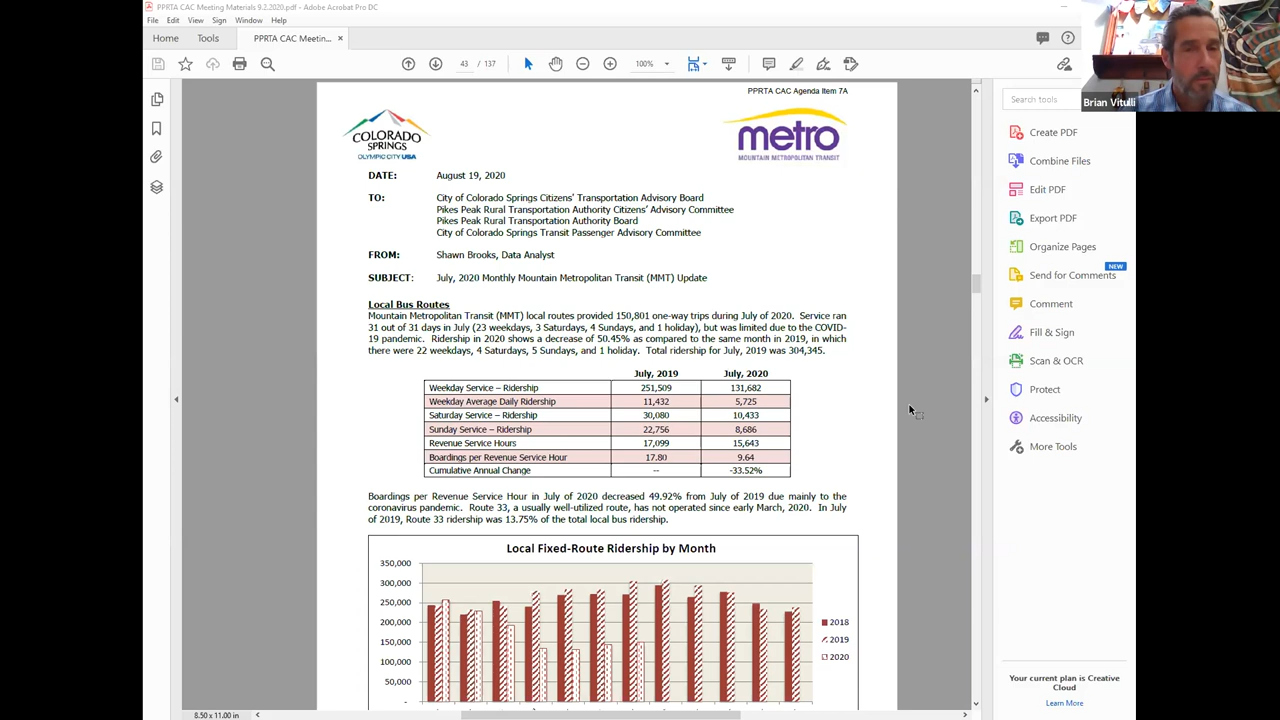 PPRTA CAC Meeting Materials 9.2.2020.pdf - Adobe Acrobat Pro DC
File Edit View Sign Window Help
Home Tools PPRTA CAC Meetin... ×
43 / 137 100%
Brian Vitulli
Search tools
Create PDF
Combine Files
Edit PDF
Export PDF
Organize Pages
NEW
Send for Comments
Comment
Fill & Sign
Scan & OCR
Protect
Accessibility
More Tools
Your current plan is Creative
Cloud
Learn More
PPRTA CAC Agenda Item 7A
COLORADO
SPRINGS
OLYMPIC CITY USA
metro
MOUNTAIN METROPOLITAN TRANSIT
DATE: August 19, 2020
TO: City of Colorado Springs Citizens' Transportation Advisory Board
Pikes Peak Rural Transportation Authority Citizens' Advisory Committee
Pikes Peak Rural Transportation Authority Board
City of Colorado Springs Transit Passenger Advisory Committee
FROM: Shawn Brooks, Data Analyst
SUBJECT: July, 2020 Monthly Mountain Metropolitan Transit (MMT) Update
Local Bus Routes
Mountain Metropolitan Transit (MMT) local routes provided 150,801 one-way trips during July of 2020. Service ran
31 out of 31 days in July (23 weekdays, 3 Saturdays, 4 Sundays, and 1 holiday), but was limited due to the COVID-
19 pandemic. Ridership in 2020 shows a decrease of 50.45% as compared to the same month in 2019, in which
there were 22 weekdays, 4 Saturdays, 5 Sundays, and 1 holiday. Total ridership for July, 2019 was 304,345.
July, 2019 July, 2020
Weekday Service – Ridership 251,509 131,682
Weekday Average Daily Ridership 11,432 5,725
Saturday Service – Ridership 30,080 10,433
Sunday Service – Ridership 22,756 8,686
Revenue Service Hours 17,099 15,643
Boardings per Revenue Service Hour 17.80 9.64
Cumulative Annual Change -- -33.52%
Boardings per Revenue Service Hour in July of 2020 decreased 49.92% from July of 2019 due mainly to the
coronavirus pandemic. Route 33, a usually well-utilized route, has not operated since early March, 2020. In July
of 2019, Route 33 ridership was 13.75% of the total local bus ridership.
Local Fixed-Route Ridership by Month
350,000
300,000
250,000
200,000
150,000
100,000
50,000
-
2018
2019
2020
8.50 x 11.00 in